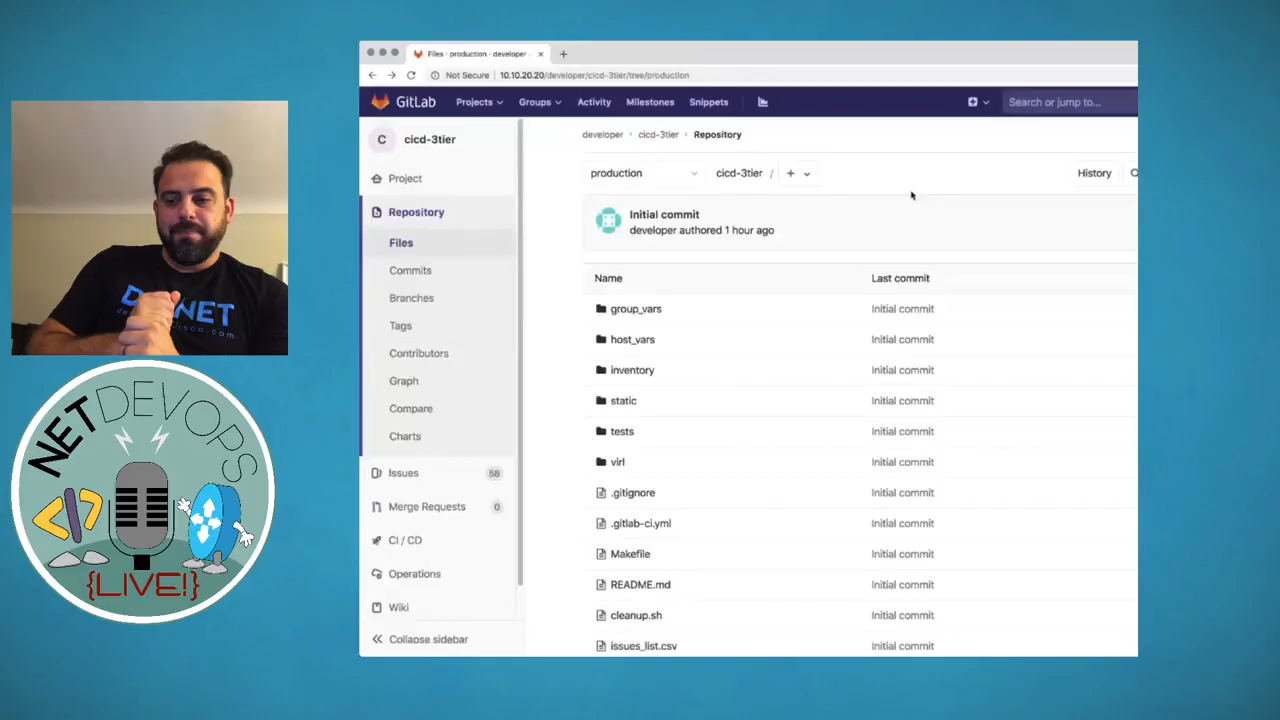 Files · production · developer /
Not Secure
10.10.20.20/developer/cicd-3tier/tree/production
GitLab
Projects
Groups
Activity
Milestones
Snippets
Search or jump to...
C
cicd-3tier
Project
Repository
Files
Commits
Branches
Tags
Contributors
Graph
Compare
Charts
Issues 58
Merge Requests 0
CI / CD
Operations
Wiki
Collapse sidebar
developer › cicd-3tier › Repository
production
cicd-3tier / +
History
Initial commit
developer authored 1 hour ago
Name Last commit
group_vars Initial commit
host_vars Initial commit
inventory Initial commit
static Initial commit
tests Initial commit
virl Initial commit
.gitignore Initial commit
.gitlab-ci.yml Initial commit
Makefile Initial commit
README.md Initial commit
cleanup.sh Initial commit
issues_list.csv Initial commit
NETDEVOPS
</>
{LIVE!}